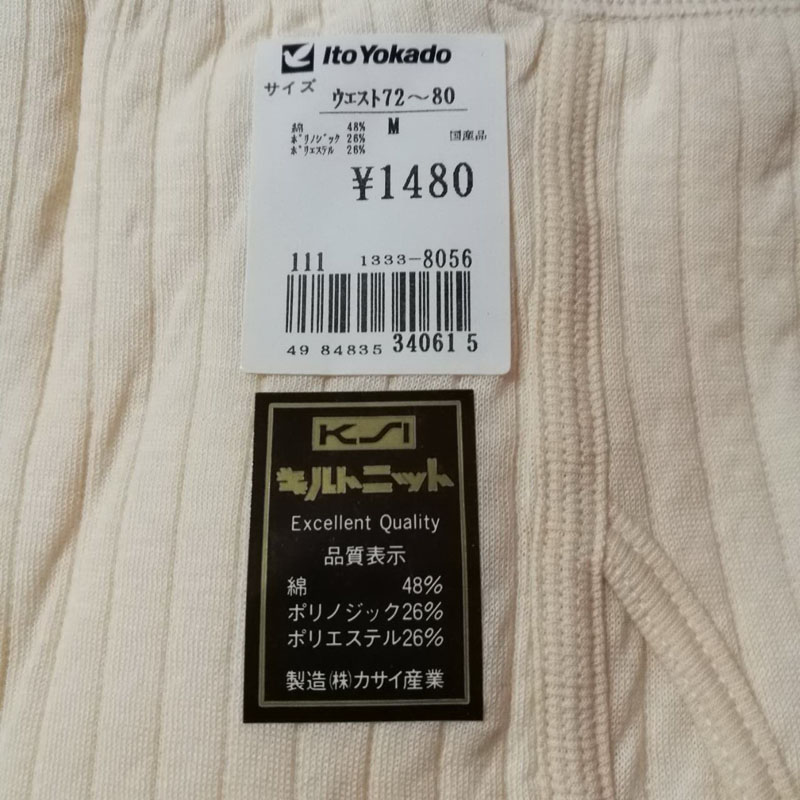 Ito Yokado
サイズ
ウエスト72～80
綿 48% M
ポリノジック 26% 国産品
ポリエステル 26%
¥1480
111 1333-8056
49 84835 34061 5
KSI
キルトニット
Excellent Quality
品質表示
綿 48%
ポリノジック26%
ポリエステル26%
製造(株)カサイ産業